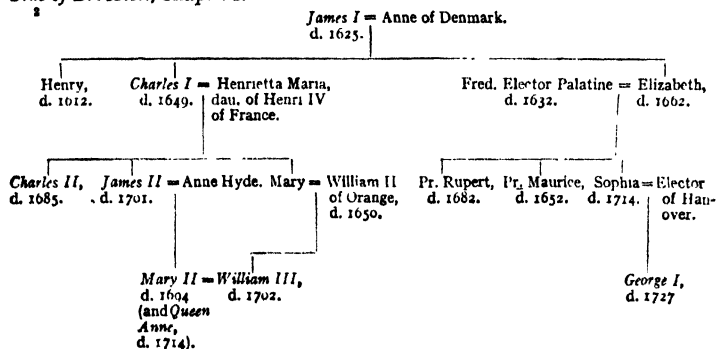 2
James I = Anne of Denmark.
d. 1625.
Henry, Charles I = Henrietta Maria, Fred. Elector Palatine = Elizabeth,
d. 1612. d. 1649. dau. of Henri IV d. 1632. d. 1662.
of France.
Charles II, James II = Anne Hyde. Mary = William II Pr. Rupert, Pr. Maurice, Sophia = Elector
d. 1685. d. 1701. of Orange, d. 1682. d. 1652. d. 1714. of Han-
d. 1650. over.
Mary II = William III, George I,
d. 1694 d. 1702. d. 1727
(and Queen
Anne,
d. 1714).